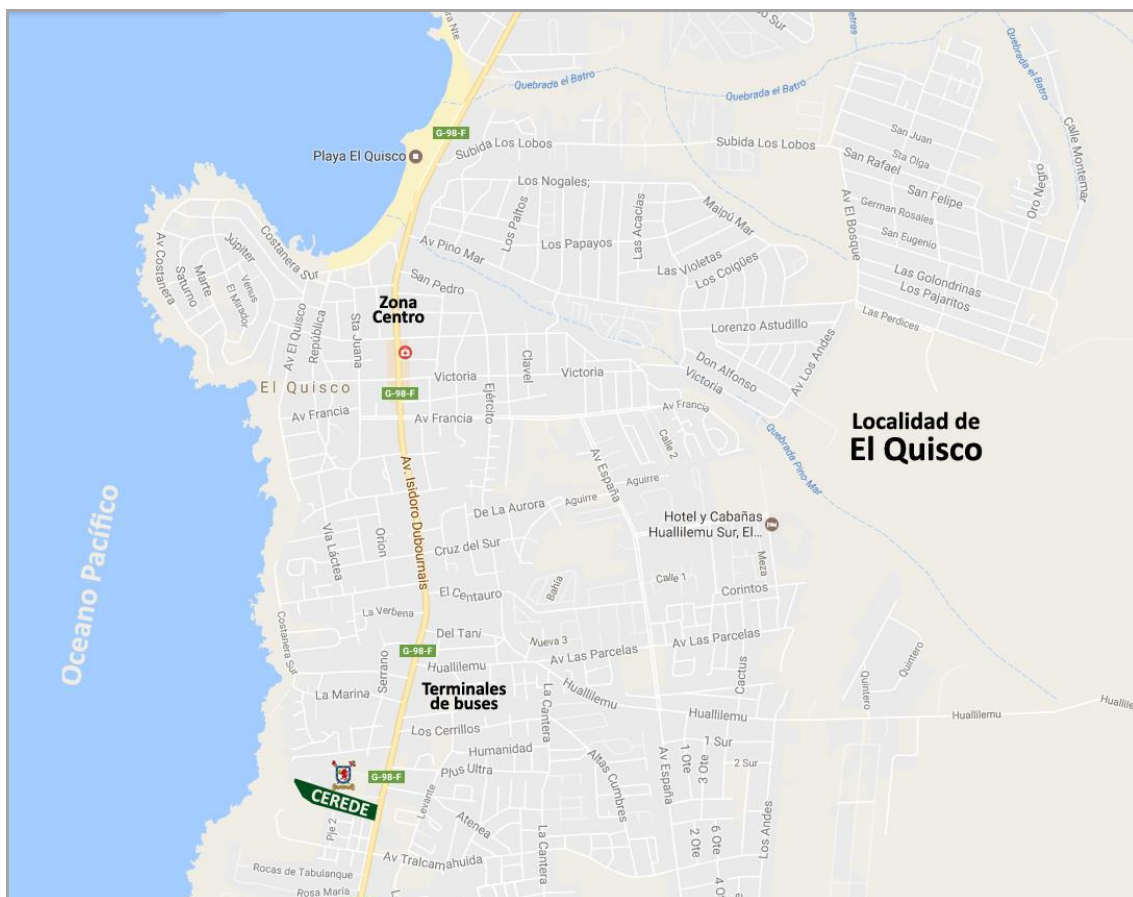 Quebrada el Batro
Quebrada el Batro
Quebrada el Batro
G-98-F
Playa El Quisco
Subida Los Lobos
Subida Los Lobos
San Juan
Sta Olga
San Rafael
San Felipe
German Rosales
San Eugenio
Oro Negro
Calle Montemar
Los Nogales;
Los Paltos
Los Papayos
Las Acacias
Maipú Mar
Av El Bosque
Av Pino Mar
Las Violetas
Los Coigües
Las Golondrinas
Los Pajaritos
Las Perdices
Costanera Sur
Av Costanera
Júpiter
Saturno
Marte
Venus
El Mirador
San Pedro
Zona
Centro
Av El Quisco
República
Sta Juana
Lorenzo Astudillo
Don Alfonso
Av Los Andes
Victoria
Clavel
Victoria
Victoria
Ejército
El Quisco
G-98-F
Av Francia
Av Francia
Av Francia
Calle 2
Localidad de
El Quisco
Quebrada Pino Mar
Av. Isidoro Dubournais
Av España
Aguirre
Aguirre
De La Aurora
Hotel y Cabañas
Huallilemu Sur, El...
Vía Láctea
Orion
Cruz del Sur
Meza
Calle 1
Corintos
Bahía
El Centauro
La Verbena
Oceano Pacífico
Costanera Sur
Del Taní
Nueva 3
Av Las Parcelas
Av Las Parcelas
G-98-F
Huallilemu
Serrano
La Marina
Terminales
de buses
La Cantera
Huallilemu
Huallilemu
Cactus
Quintero
Quintero
Huallilemu
Los Cerrillos
Humanidad
Plus Ultra
Altas Cumbres
Av España
1 Ote
3 Ote
1 Sur
2 Sur
G-98-F
CEREDE
Pje 2
Levante
Atenea
La Cantera
2 Ote
6 Ote
4 O
Los Andes
Av Tralcamahuida
Rocas de Tabulanque
Rosa María